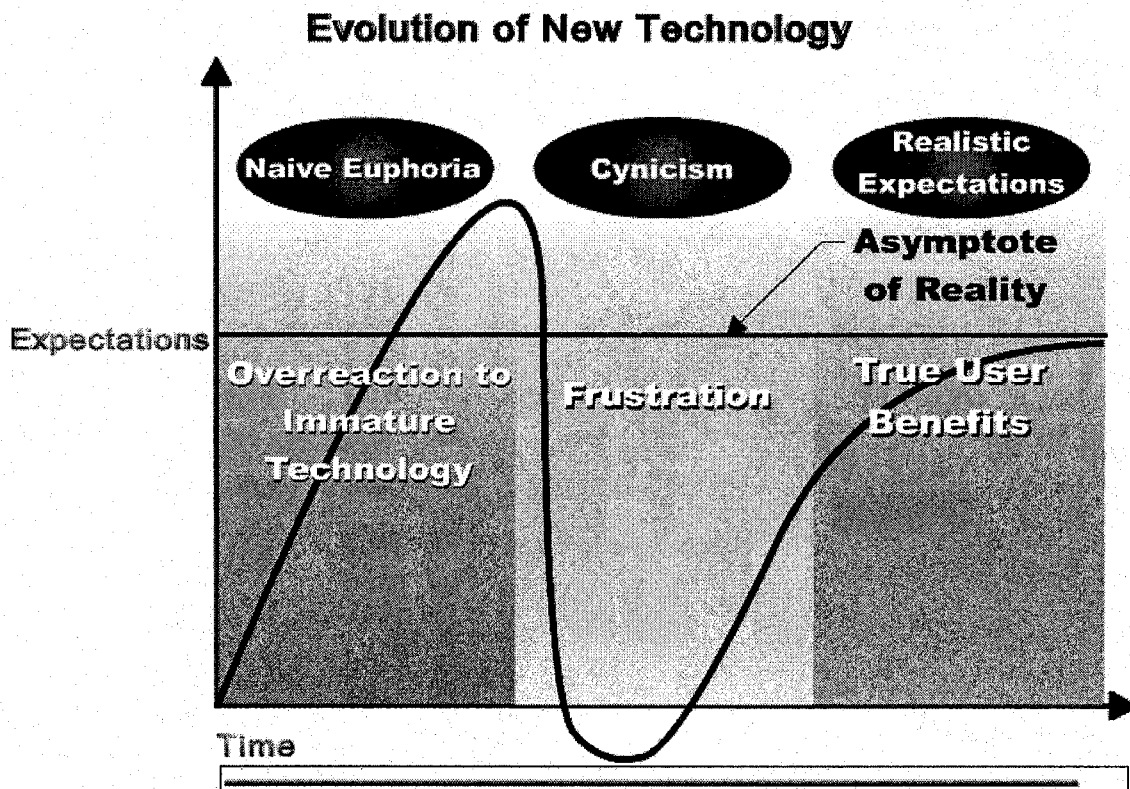 Evolution of New Technology
Naive Euphoria
Cynicism
Realistic
Expectations
Asymptote
of Reality
Expectations
Overreaction to
Immature
Technology
Frustration
True User
Benefits
Time